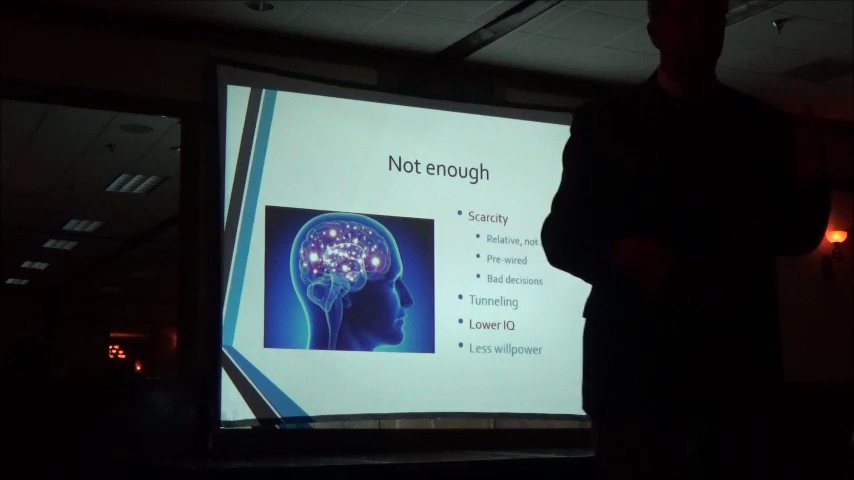 Not enough
• Scarcity
• Relative, not
• Pre-wired
• Bad decisions
• Tunneling
• Lower IQ
• Less willpower